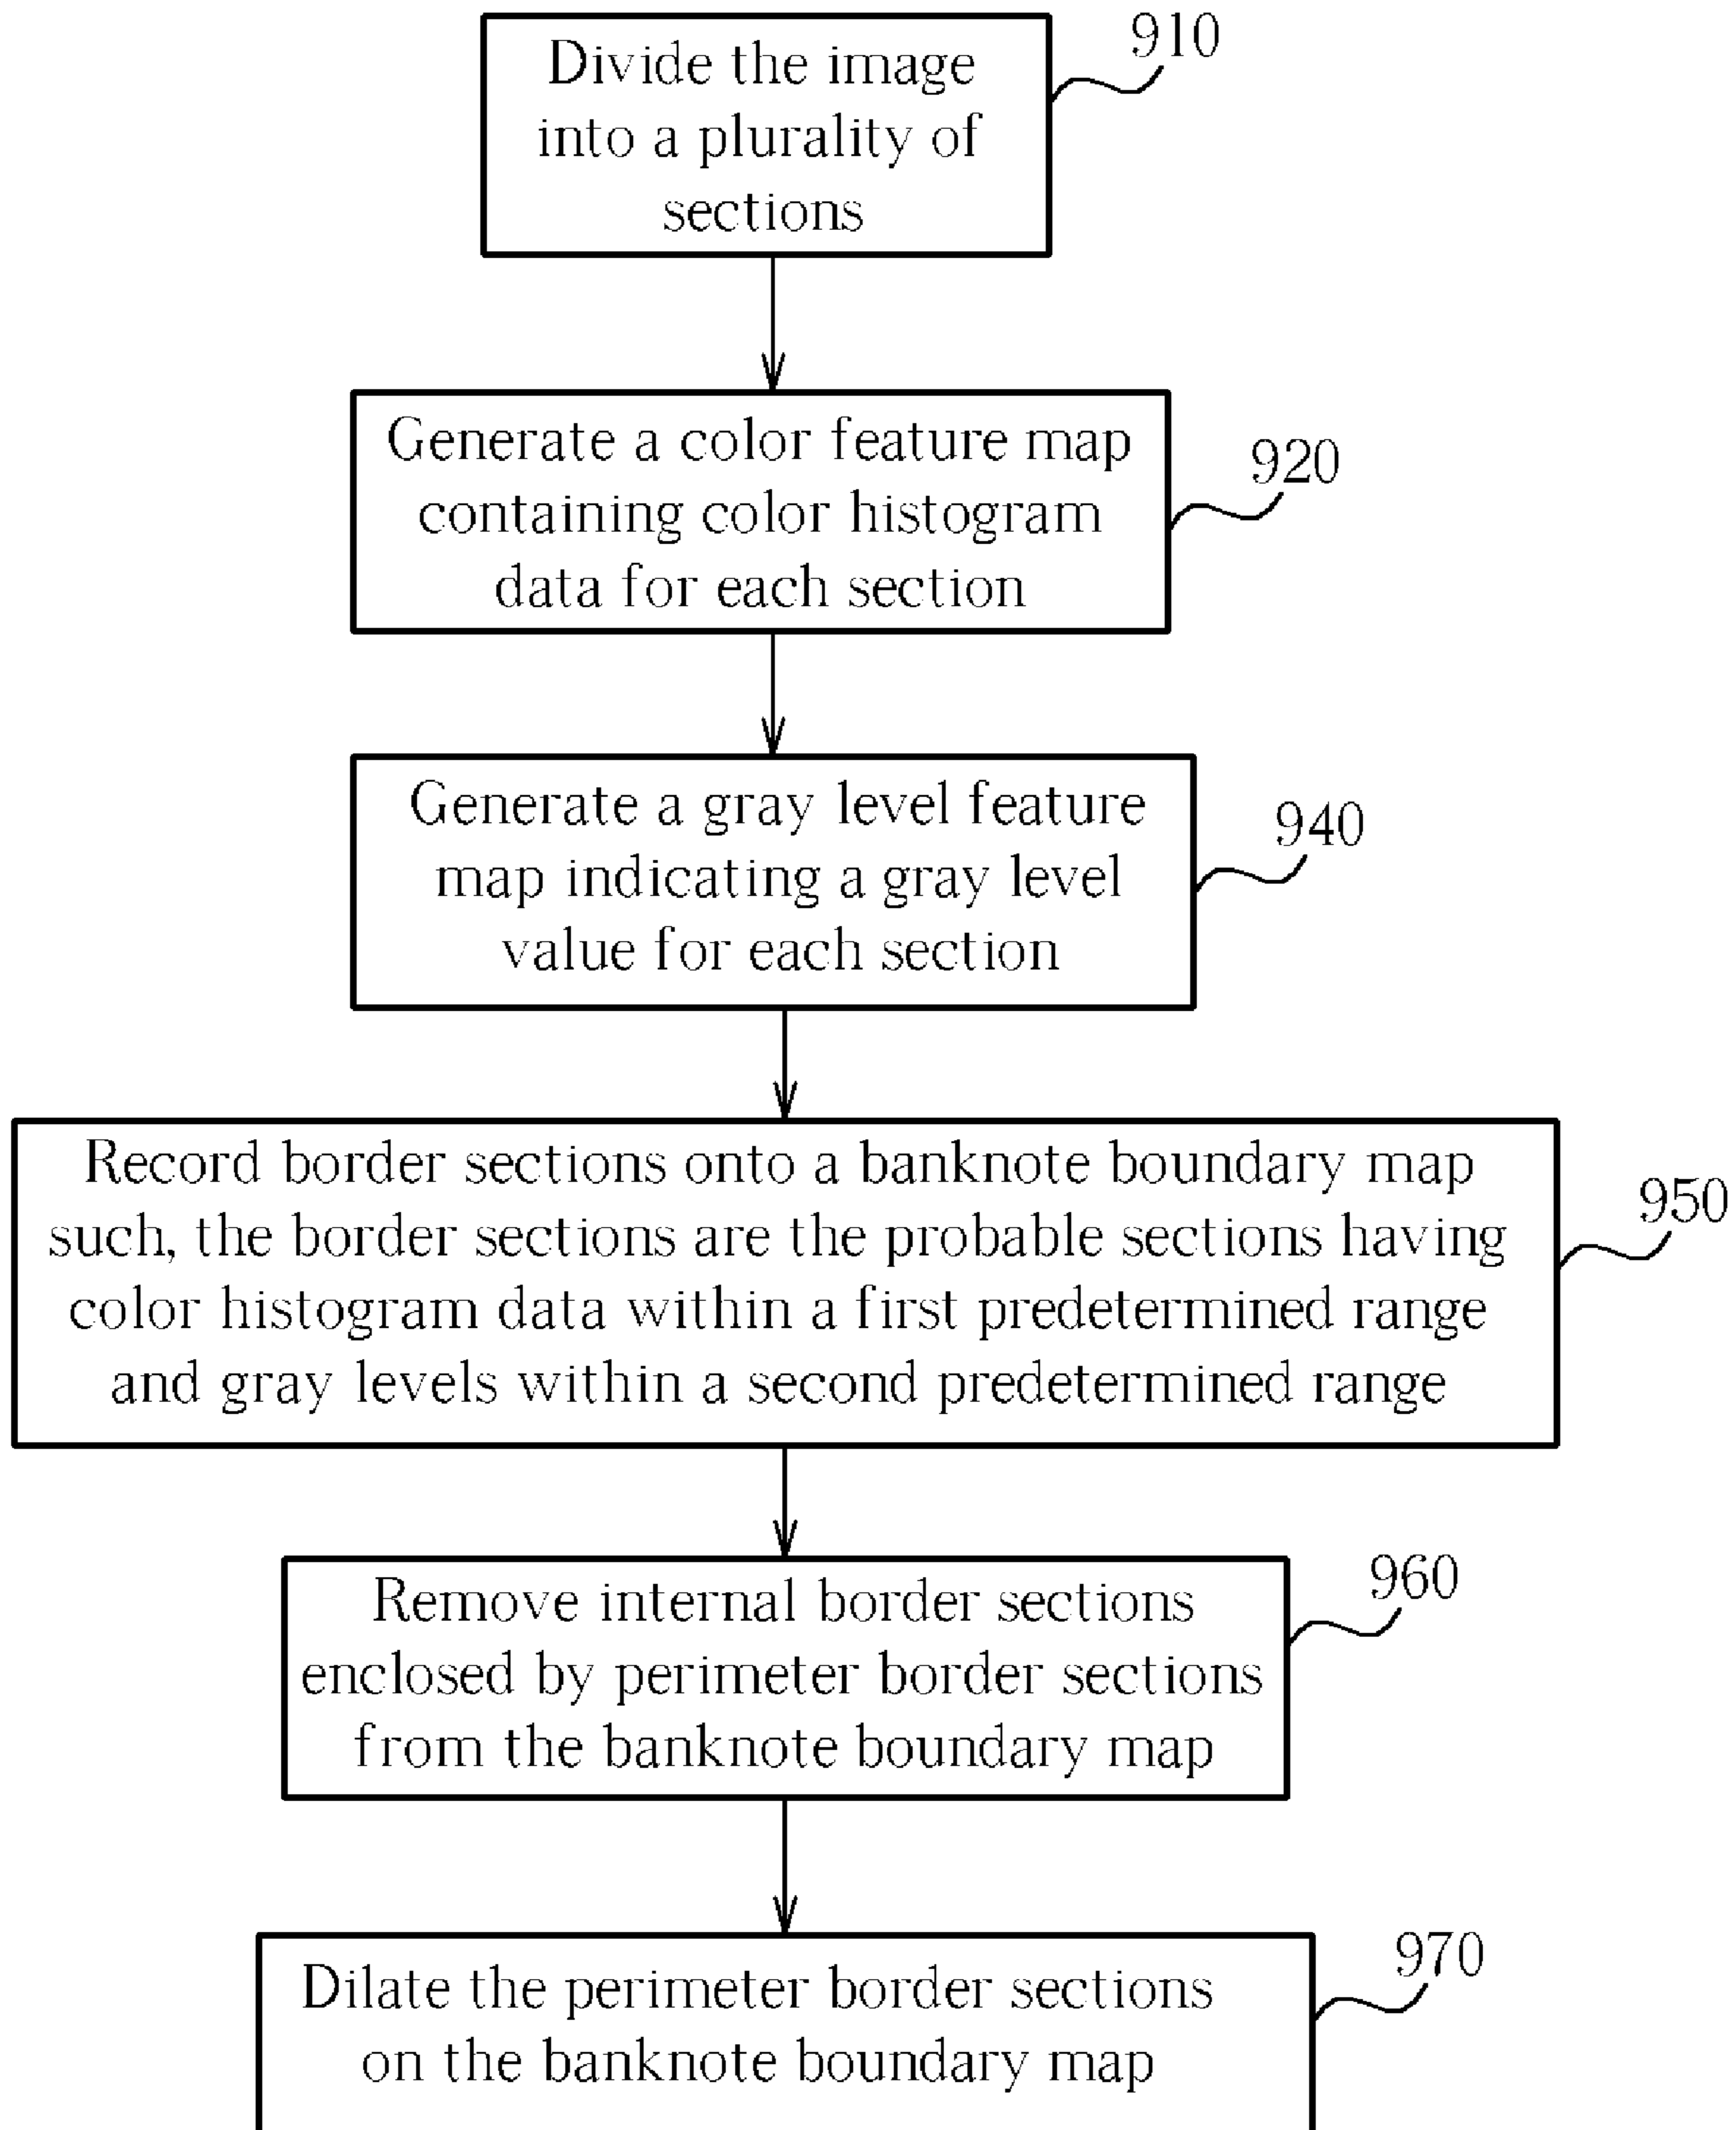 Divide the image
into a plurality of
sections
910
Generate a color feature map
containing color histogram
data for each section
920
Generate a gray level feature
map indicating a gray level
value for each section
940
Record border sections onto a banknote boundary map
such, the border sections are the probable sections having
color histogram data within a first predetermined range
and gray levels within a second predetermined range
950
Remove internal border sections
enclosed by perimeter border sections
from the banknote boundary map
960
Dilate the perimeter border sections
on the banknote boundary map
970